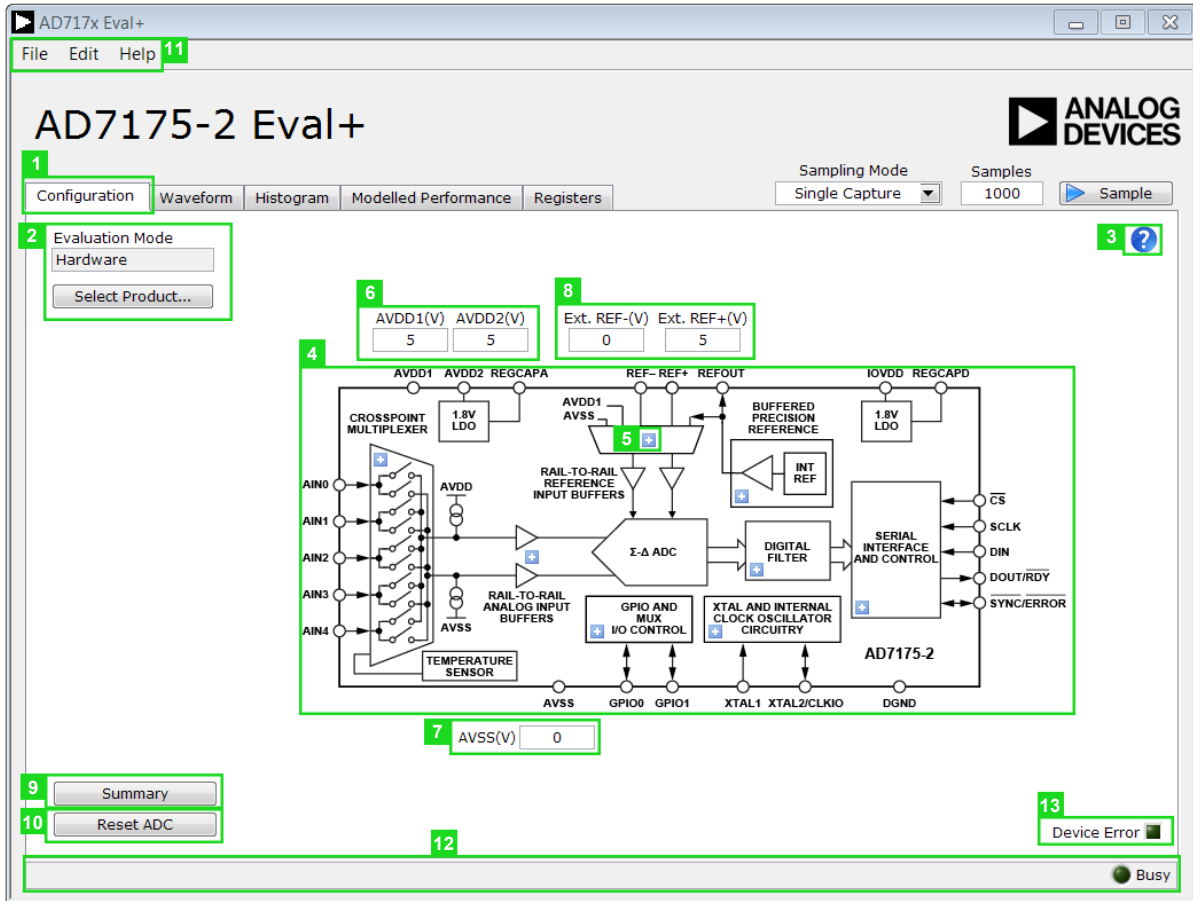 AD717x Eval+
File Edit Help 11
AD7175-2 Eval+
ANALOG
DEVICES
1
Configuration Waveform Histogram Modelled Performance Registers
Sampling Mode
Single Capture
Samples
1000
Sample
2
Evaluation Mode
Hardware
Select Product...
3 ?
6
AVDD1(V) AVDD2(V)
5 5
8
Ext. REF-(V) Ext. REF+(V)
0 5
4
AVDD1 AVDD2 REGCAPA REF– REF+ REFOUT IOVDD REGCAPD
CROSSPOINT
MULTIPLEXER
1.8V
LDO
AVDD1
AVSS
5
BUFFERED
PRECISION
REFERENCE
1.8V
LDO
RAIL-TO-RAIL
REFERENCE
INPUT BUFFERS
INT
REF
AIN0
AIN1
AIN2
AIN3
AIN4
AVDD
AVSS
Σ-Δ ADC
DIGITAL
FILTER
SERIAL
INTERFACE
AND CONTROL
CS
SCLK
DIN
DOUT/RDY
SYNC/ERROR
RAIL-TO-RAIL
ANALOG INPUT
BUFFERS
GPIO AND
MUX
I/O CONTROL
XTAL AND INTERNAL
CLOCK OSCILLATOR
CIRCUITRY
TEMPERATURE
SENSOR
AD7175-2
AVSS GPIO0 GPIO1 XTAL1 XTAL2/CLKIO DGND
7
AVSS(V) 0
9
Summary
10
Reset ADC
13
Device Error
12
Busy